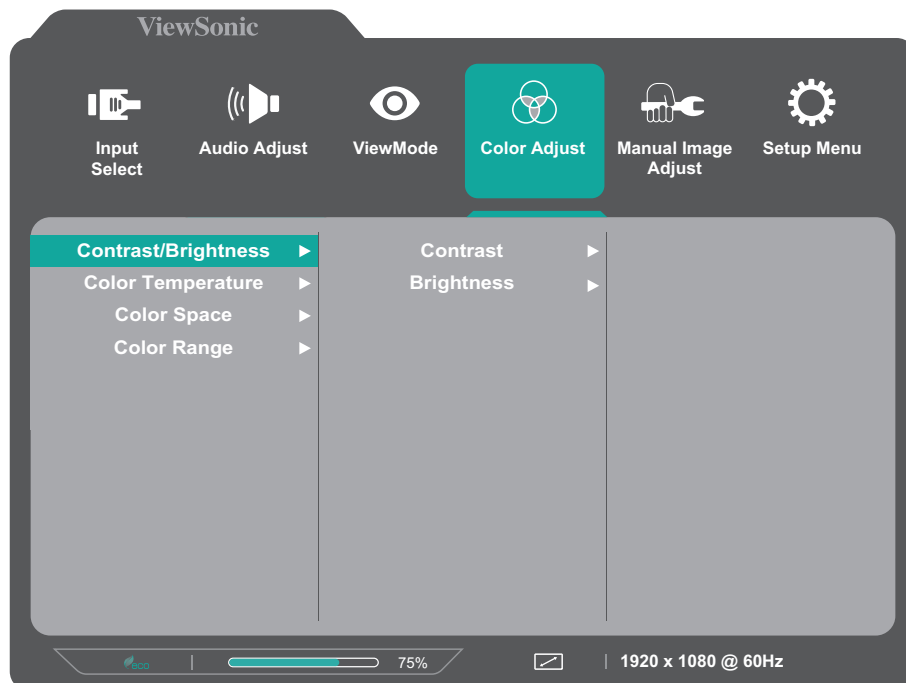 ViewSonic
Input
Select
Audio Adjust
ViewMode
Color Adjust
Manual Image
Adjust
Setup Menu
Contrast/Brightness
Color Temperature
Color Space
Color Range
Contrast
Brightness
ECO
75%
1920 x 1080 @ 60Hz